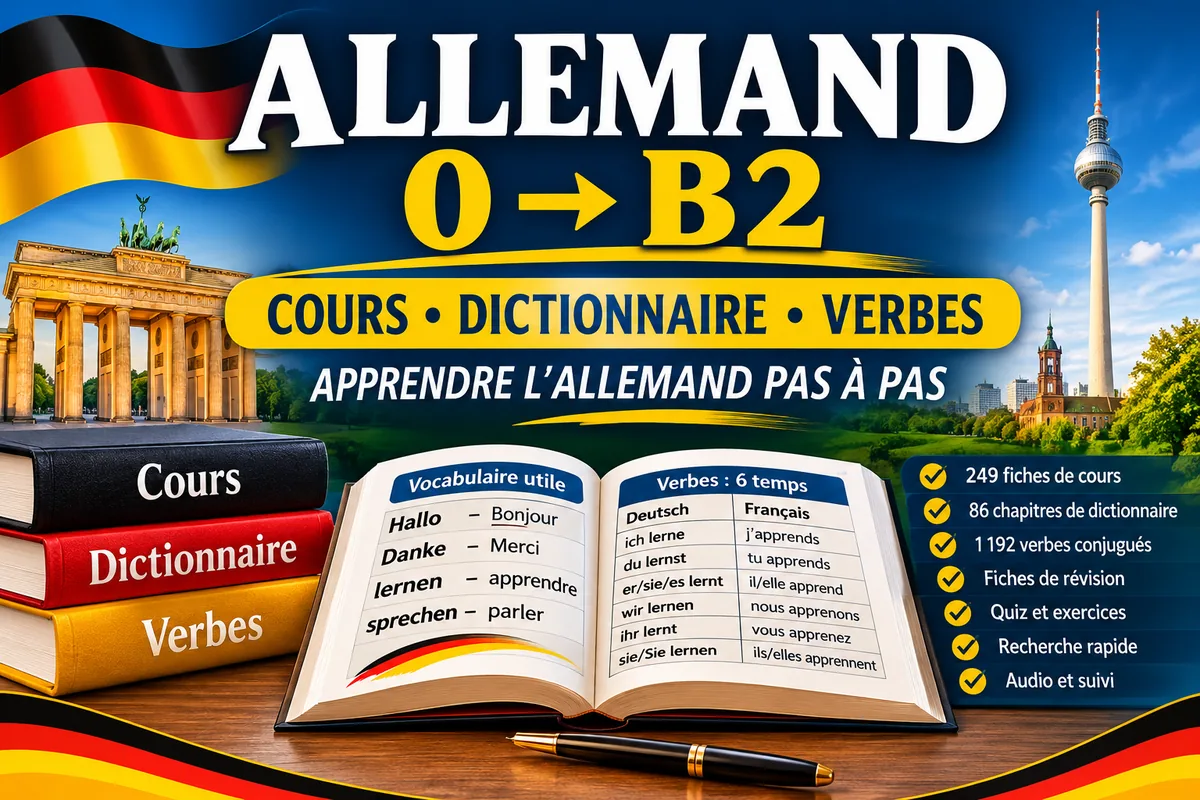 ALLEMAND
0 → B2
COURS • DICTIONNAIRE • VERBES
APPRENDRE L'ALLEMAND PAS À PAS
Cours
Dictionnaire
Verbes
Vocabulaire utile
Hallo – Bonjour
Danke – Merci
lernen – apprendre
sprechen – parler
Verbes : 6 temps
Deutsch Français
ich lerne j'apprends
du lernst tu apprends
er/sie/es lernt il/elle apprend
wir lernen nous apprenons
ihr lernt vous apprenez
sie/Sie lernen ils/elles apprennent
249 fiches de cours
86 chapitres de dictionnaire
1 192 verbes conjugués
Fiches de révision
Quiz et exercices
Recherche rapide
Audio et suivi